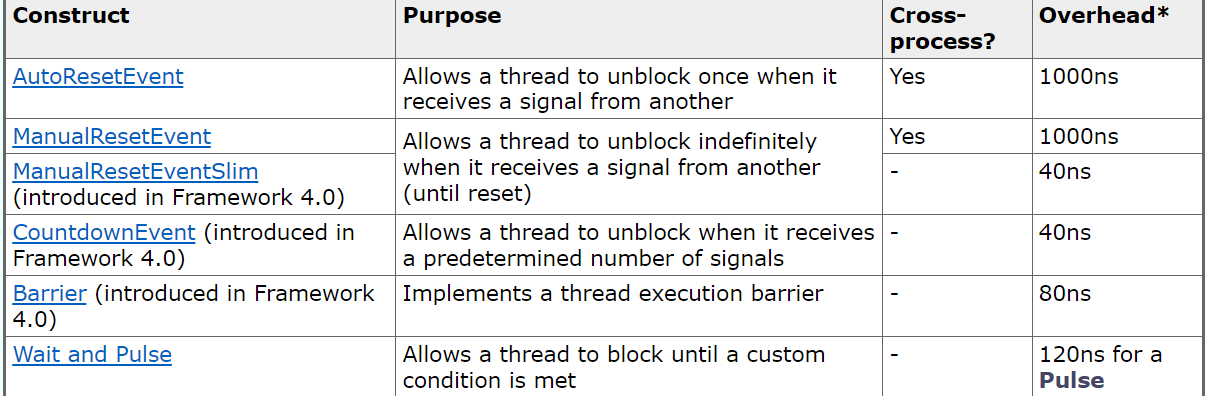 Construct
Purpose
Cross-
process?
Overhead*
AutoResetEvent
Allows a thread to unblock once when it
receives a signal from another
Yes
1000ns
ManualResetEvent
Allows a thread to unblock indefinitely
when it receives a signal from another
(until reset)
Yes
1000ns
ManualResetEventSlim
(introduced in Framework 4.0)
-
40ns
CountdownEvent (introduced in
Framework 4.0)
Allows a thread to unblock when it receives
a predetermined number of signals
-
40ns
Barrier (introduced in Framework
4.0)
Implements a thread execution barrier
-
80ns
Wait and Pulse
Allows a thread to block until a custom
condition is met
-
120ns for a
Pulse